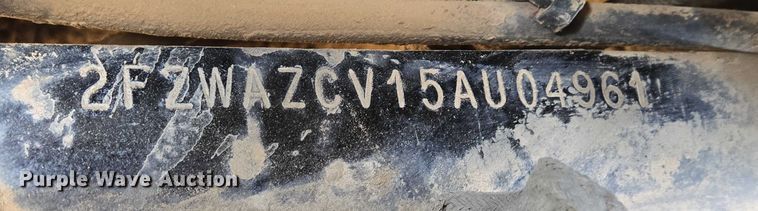 2FZWAZCV15AU04961
Purple Wave Auction